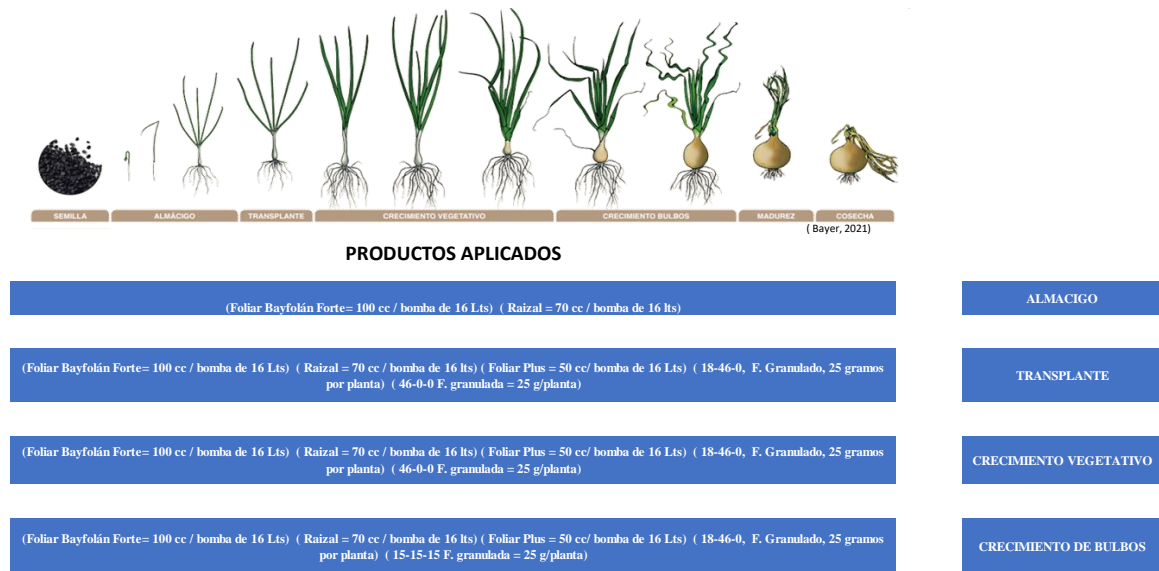 SEMILLA
ALMÁCIGO
TRANSPLANTE
CRECIMIENTO VEGETATIVO
CRECIMIENTO BULBOS
MADUREZ
COSECHA
( Bayer, 2021)
PRODUCTOS APLICADOS
(Foliar Bayfolán Forte= 100 cc / bomba de 16 Lts) ( Raizal = 70 cc / bomba de 16 lts)
ALMACIGO
(Foliar Bayfolán Forte= 100 cc / bomba de 16 Lts) ( Raizal = 70 cc / bomba de 16 lts) ( Foliar Plus = 50 cc/ bomba de 16 Lts) ( 18-46-0, F. Granulado, 25 gramos
por planta) ( 46-0-0 F. granulada = 25 g/planta)
TRANSPLANTE
(Foliar Bayfolán Forte= 100 cc / bomba de 16 Lts) ( Raizal = 70 cc / bomba de 16 lts) ( Foliar Plus = 50 cc/ bomba de 16 Lts) ( 18-46-0, F. Granulado, 25 gramos
por planta) ( 46-0-0 F. granulada = 25 g/planta)
CRECIMIENTO VEGETATIVO
(Foliar Bayfolán Forte= 100 cc / bomba de 16 Lts) ( Raizal = 70 cc / bomba de 16 lts) ( Foliar Plus = 50 cc/ bomba de 16 Lts) ( 18-46-0, F. Granulado, 25 gramos
por planta) ( 15-15-15 F. granulada = 25 g/planta)
CRECIMIENTO DE BULBOS